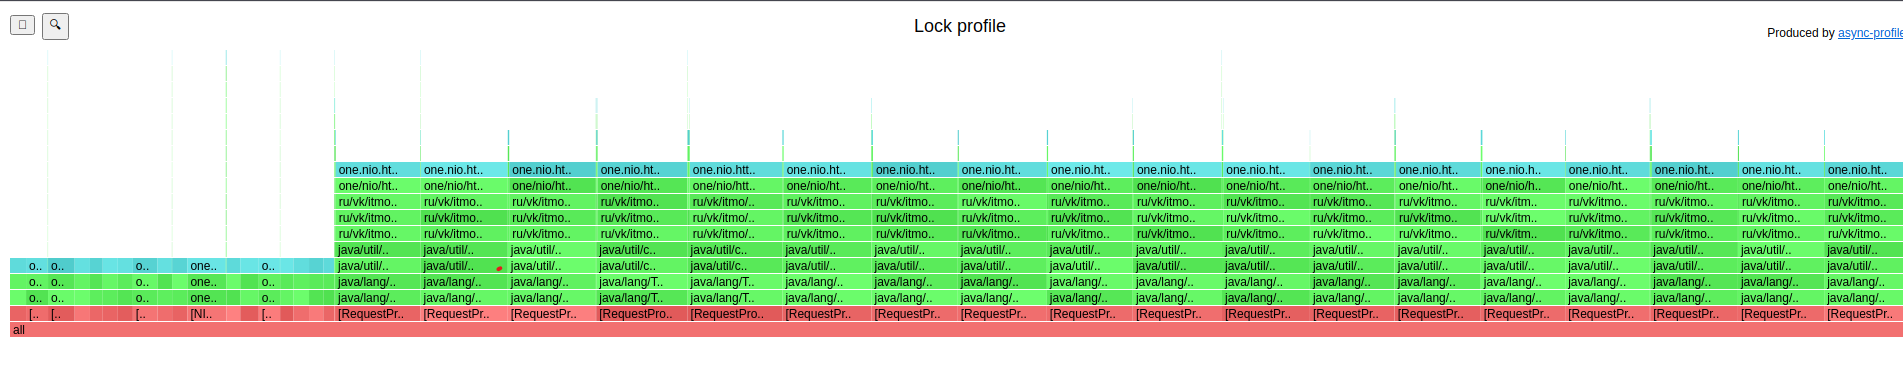 Lock profile
Produced by async-profile
one.nio.ht.. one.nio.ht.. one.nio.ht.. one.nio.ht.. one.nio.htt.. one.nio.ht.. one.nio.ht.. one.nio.ht.. one.nio.ht.. one.nio.ht.. one.nio.ht.. one.nio.ht.. one.nio.ht.. one.nio.h.. one.nio.ht.. one.nio.ht.. one.nio.ht.. one.nio.ht..
one/nio/ht.. one/nio/ht.. one/nio/ht.. one/nio/ht.. one/nio/ht.. one/nio/ht.. one/nio/ht.. one/nio/ht.. one/nio/ht.. one/nio/ht.. one/nio/ht.. one/nio/ht.. one/nio/ht.. one/nio/h.. one/nio/ht.. one/nio/ht.. one/nio/ht.. one/nio/ht..
ru/vk/itmo.. ru/vk/itmo.. ru/vk/itmo.. ru/vk/itmo.. ru/vk/itmo/.. ru/vk/itmo.. ru/vk/itmo.. ru/vk/itmo.. ru/vk/itmo.. ru/vk/itmo.. ru/vk/itmo.. ru/vk/itmo.. ru/vk/itmo.. ru/vk/itm.. ru/vk/itmo.. ru/vk/itmo.. ru/vk/itmo.. ru/vk/itmo..
ru/vk/itmo.. ru/vk/itmo.. ru/vk/itmo.. ru/vk/itmo.. ru/vk/itmo/.. ru/vk/itmo.. ru/vk/itmo.. ru/vk/itmo.. ru/vk/itmo.. ru/vk/itmo.. ru/vk/itmo.. ru/vk/itmo.. ru/vk/itmo.. ru/vk/itm.. ru/vk/itmo.. ru/vk/itmo.. ru/vk/itmo.. ru/vk/itmo..
ru/vk/itmo.. ru/vk/itmo.. ru/vk/itmo.. ru/vk/itmo.. ru/vk/itmo/.. ru/vk/itmo.. ru/vk/itmo.. ru/vk/itmo.. ru/vk/itmo.. ru/vk/itmo.. ru/vk/itmo.. ru/vk/itmo.. ru/vk/itmo.. ru/vk/itm.. ru/vk/itmo.. ru/vk/itmo.. ru/vk/itmo.. ru/vk/itmo..
java/util/.. java/util/.. java/util/.. java/util/c.. java/util/c.. java/util/.. java/util/.. java/util/.. java/util/.. java/util/.. java/util/.. java/util/.. java/util/.. java/util/.. java/util/.. java/util/.. java/util/.. java/util/..
o.. o.. o.. one.. o.. java/util/.. java/util/.. java/util/.. java/util/c.. java/util/c.. java/util/.. java/util/.. java/util/.. java/util/.. java/util/.. java/util/.. java/util/.. java/util/.. java/util/.. java/util/.. java/util/.. java/util/.. java/util/..
o.. o.. o.. one.. o.. java/lang/.. java/lang/.. java/lang/.. java/lang/T.. java/lang/T.. java/lang/.. java/lang/.. java/lang/.. java/lang/.. java/lang/.. java/lang/.. java/lang/.. java/lang/.. java/lang/.. java/lang/.. java/lang/.. java/lang/.. java/lang/..
o.. o.. o.. one.. o.. java/lang/.. java/lang/.. java/lang/.. java/lang/T.. java/lang/T.. java/lang/.. java/lang/.. java/lang/.. java/lang/.. java/lang/.. java/lang/.. java/lang/.. java/lang/.. java/lang/.. java/lang/.. java/lang/.. java/lang/.. java/lang/..
[.. [.. [.. [NI.. [.. [RequestPr.. [RequestPr.. [RequestPr.. [RequestPro.. [RequestPro.. [RequestPr.. [RequestPr.. [RequestPr.. [RequestPr.. [RequestPr.. [RequestPr.. [RequestPr.. [RequestPr.. [RequestPr.. [RequestPr.. [RequestPr.. [RequestPr.. [RequestPr..
all